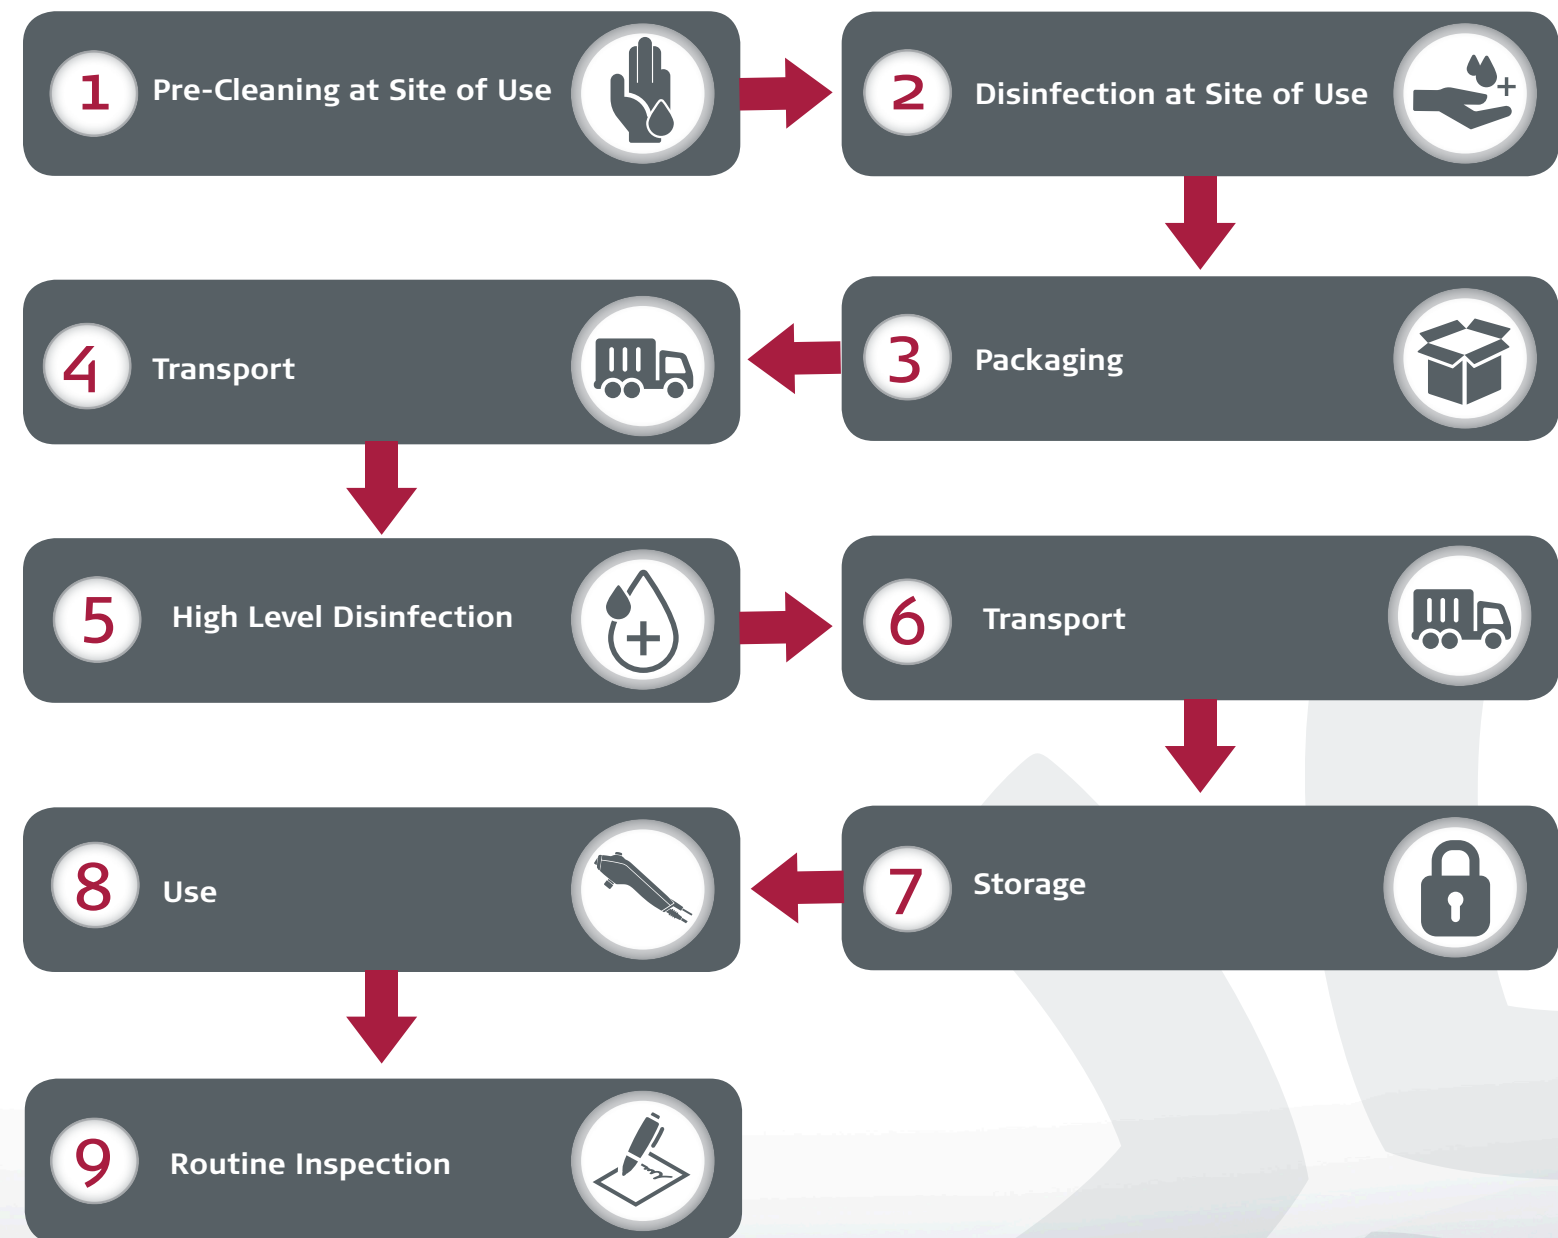 1 Pre-Cleaning at Site of Use
2 Disinfection at Site of Use
3 Packaging
4 Transport
5 High Level Disinfection
6 Transport
7 Storage
8 Use
9 Routine Inspection